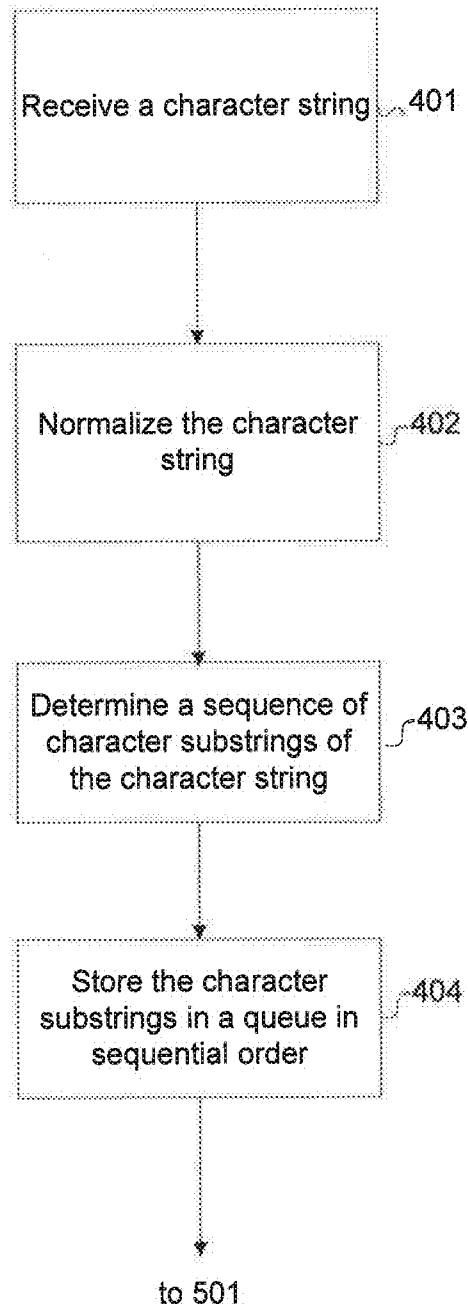 Receive a character string
401
Normalize the character
string
402
Determine a sequence of
character substrings of
the character string
403
Store the character
substrings in a queue in
sequential order
404
to 501